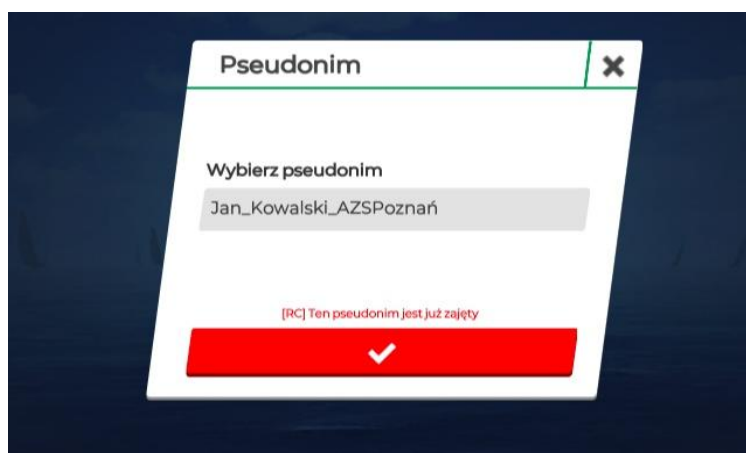 Pseudonim
Wybierz pseudonim
Jan_Kowalski_AZSPoznań
[RC] Ten pseudonim jest już zajęty